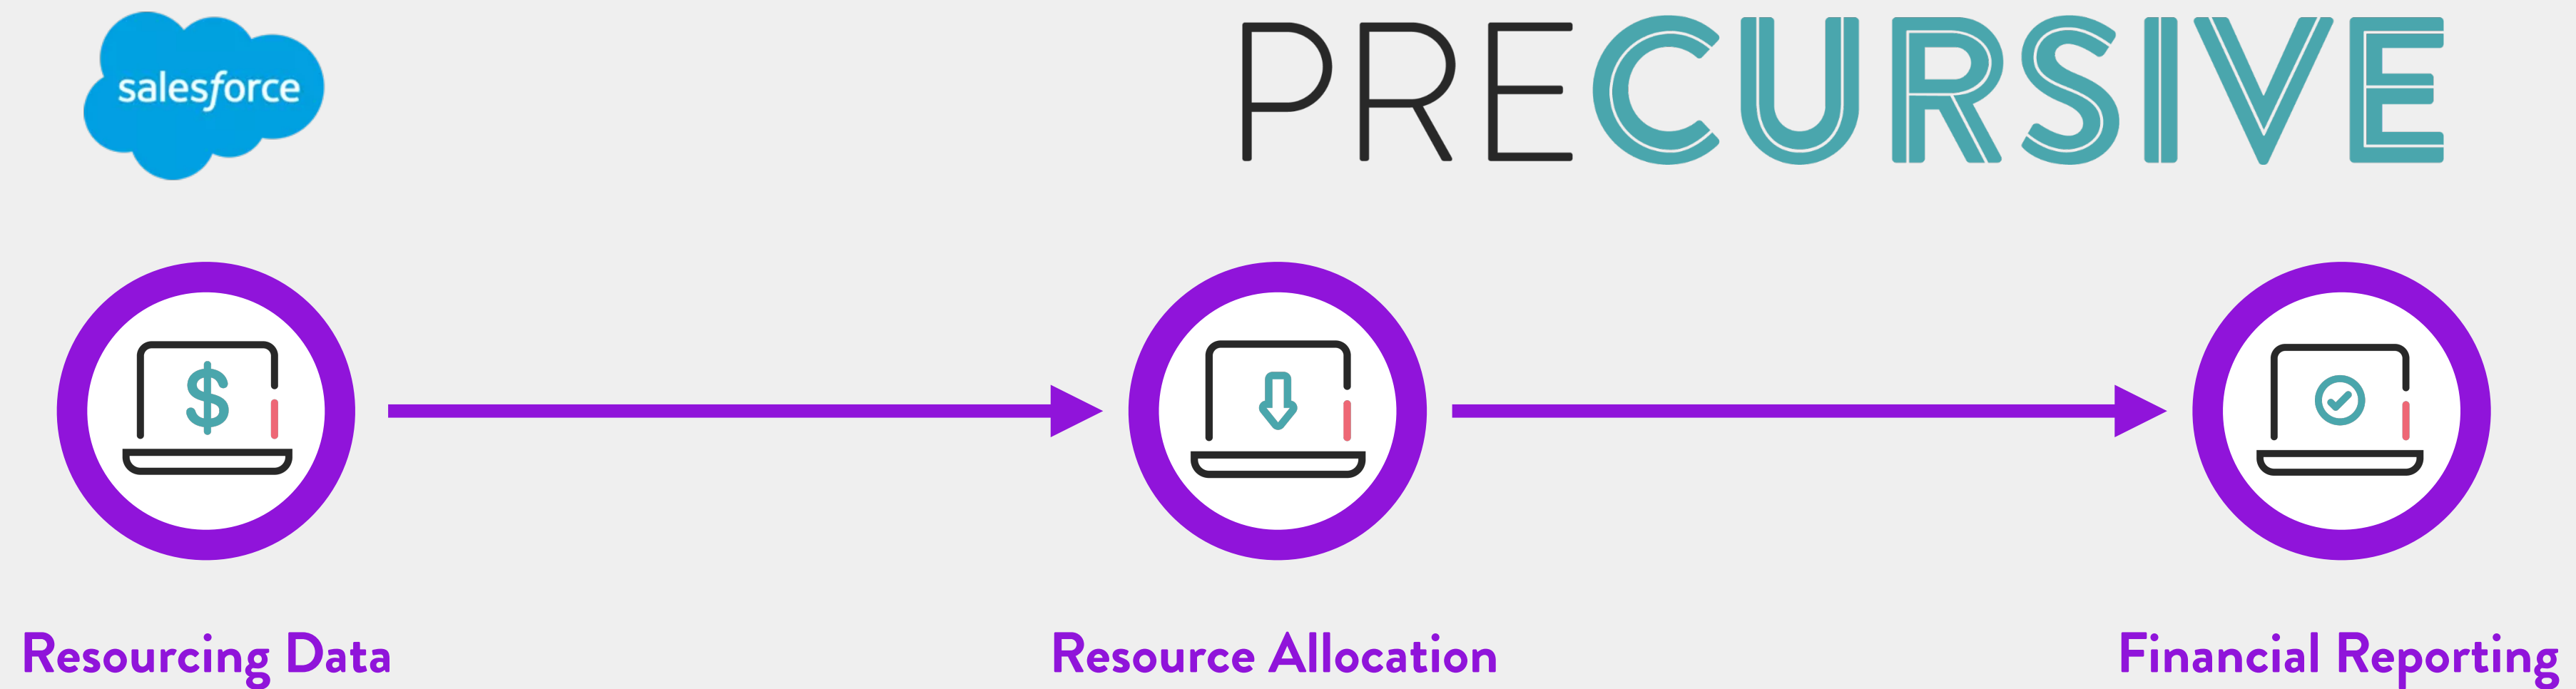 salesforce
PRECURSIVE
$
Resourcing Data
Resource Allocation
Financial Reporting